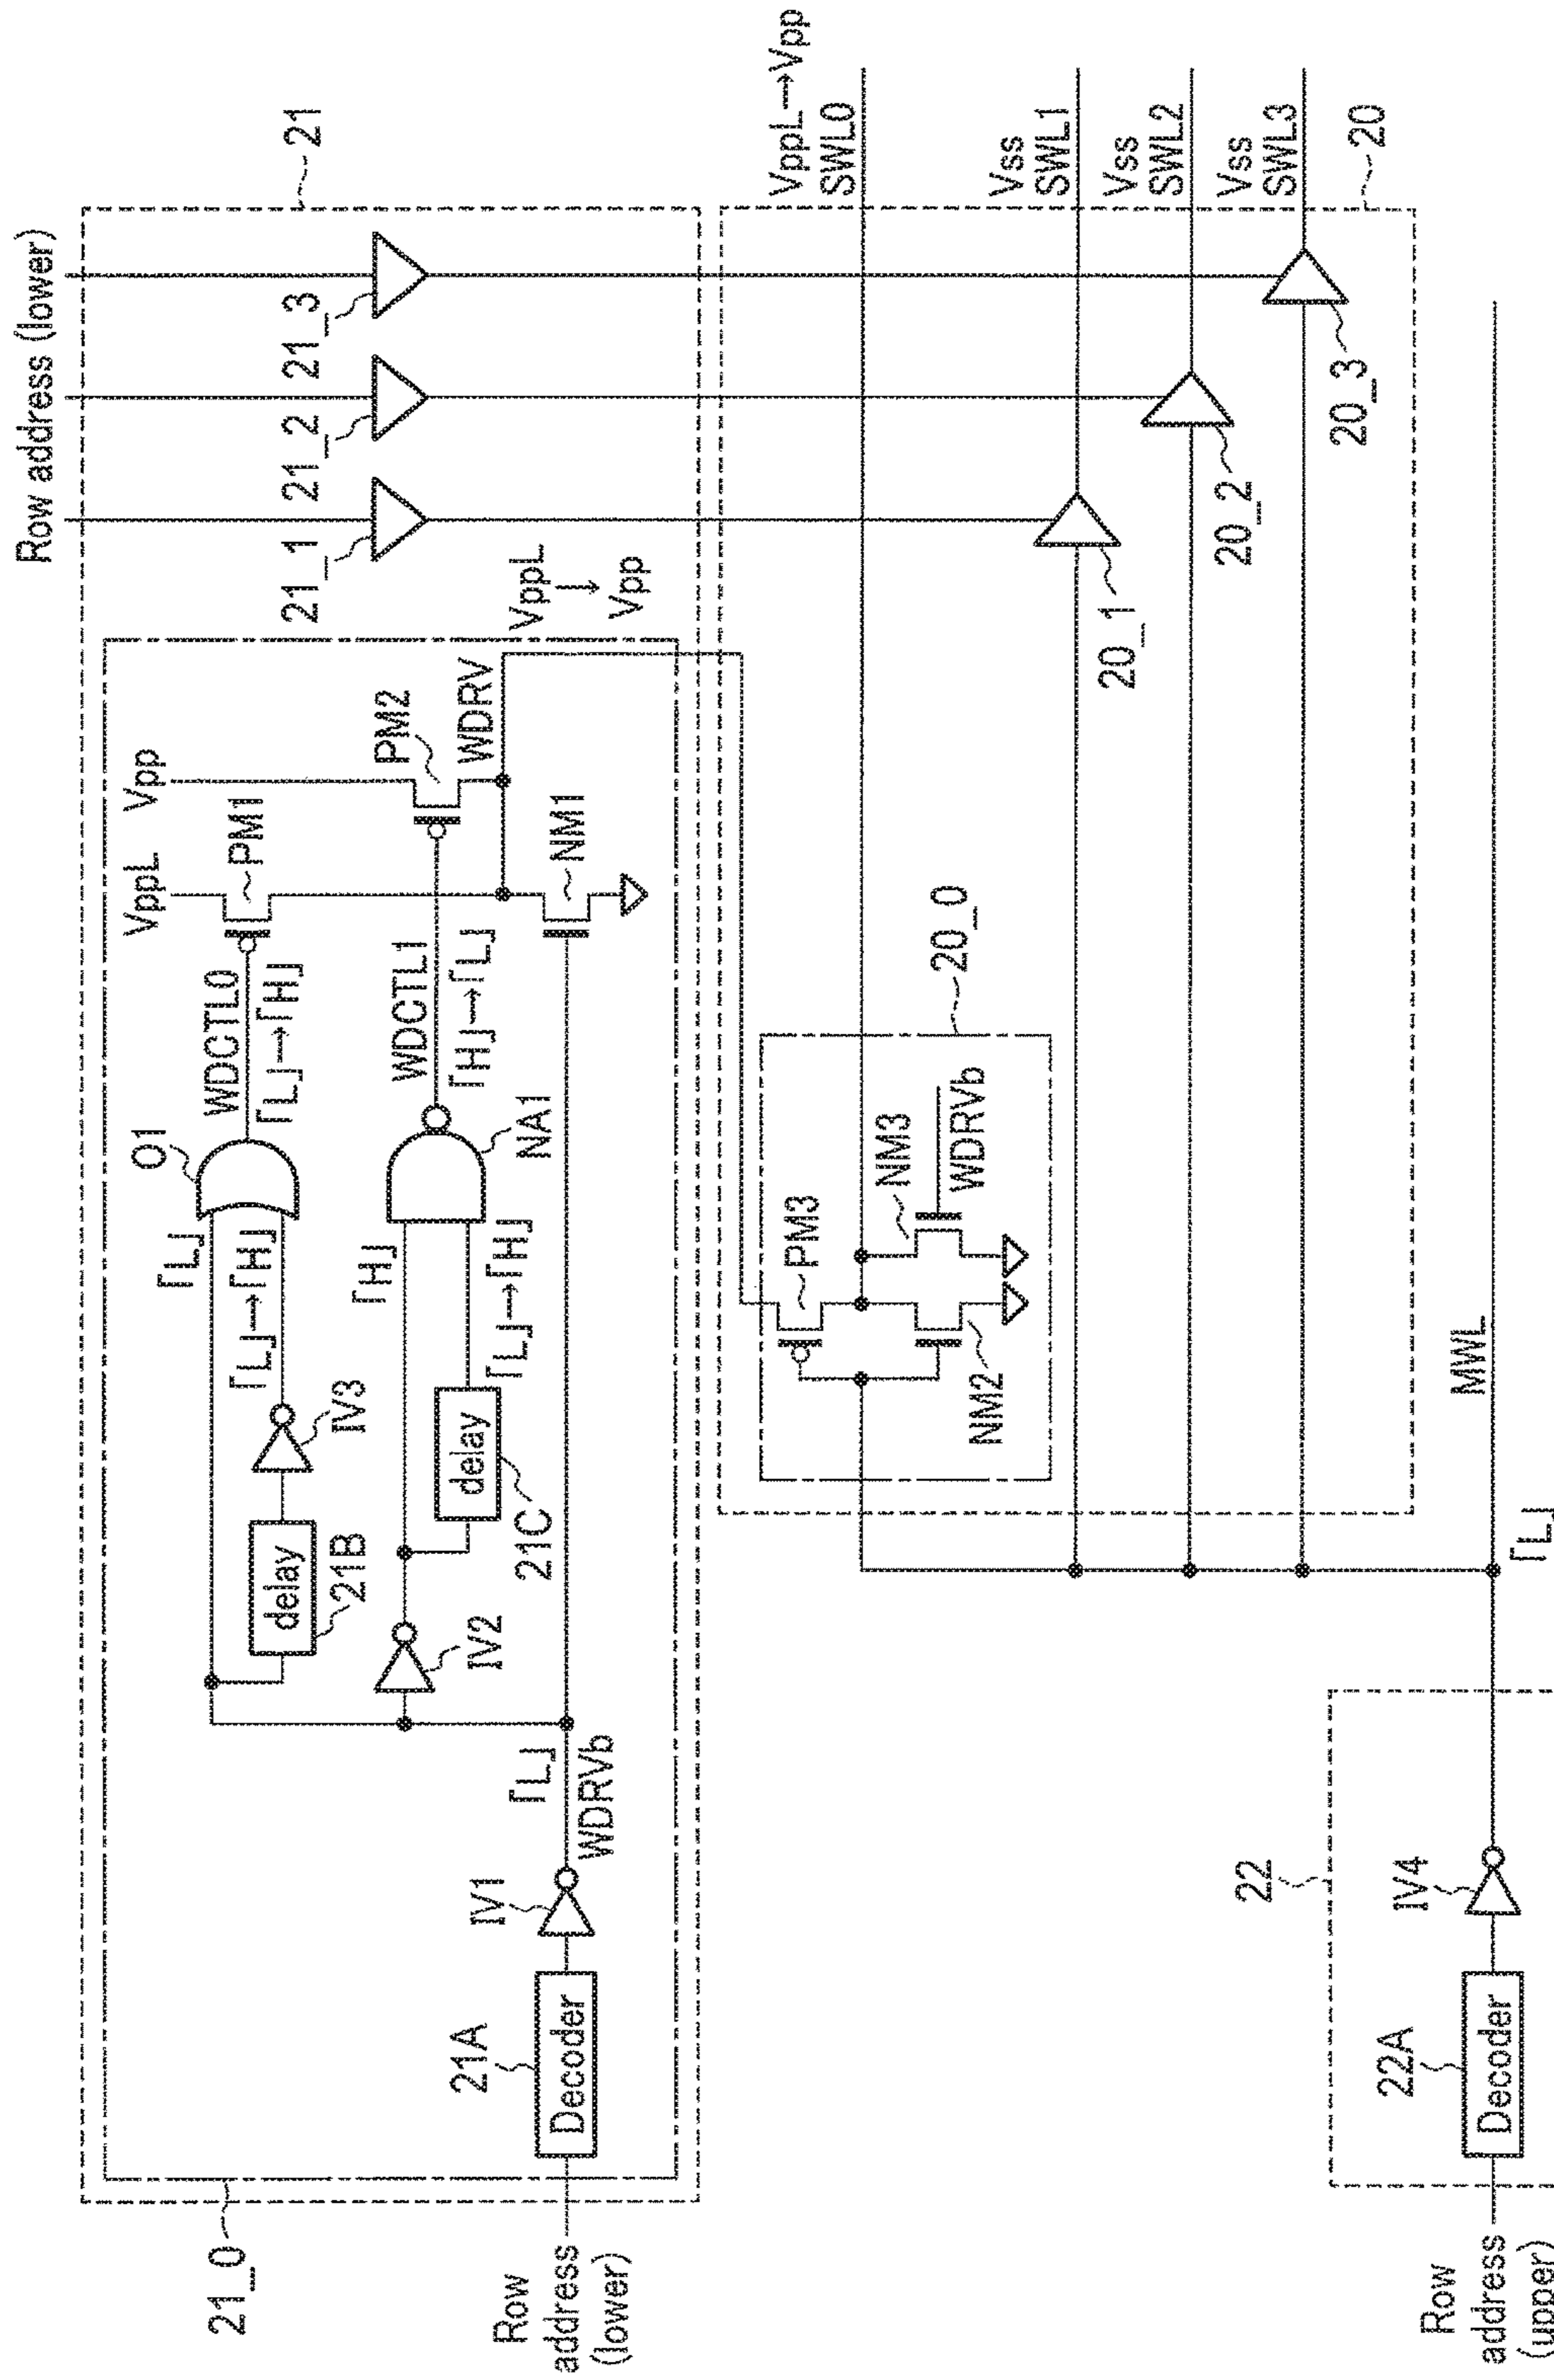 Row address (lower)
21
21_1
21_2
21_3
21_0
VppL
Vpp
O1
PM1
PM2
WDCTL0
「L」→「H」
「L」
「L」→「H」
delay
21B
IV3
「H」
WDCTL1
「H」→「L」
WDRV
VppL
→
Vpp
IV2
delay
21C
「L」→「H」
NA1
NM1
21A
Decoder
IV1
「L」
WDRVb
Row
address
(lower)
VppL→Vpp
SWL0
PM3
NM3
WDRVb
NM2
20_0
Vss
SWL1
20_1
Vss
SWL2
20_2
Vss
SWL3
20_3
20
22
22A
Decoder
IV4
MWL
「L」
Row
address
(upper)